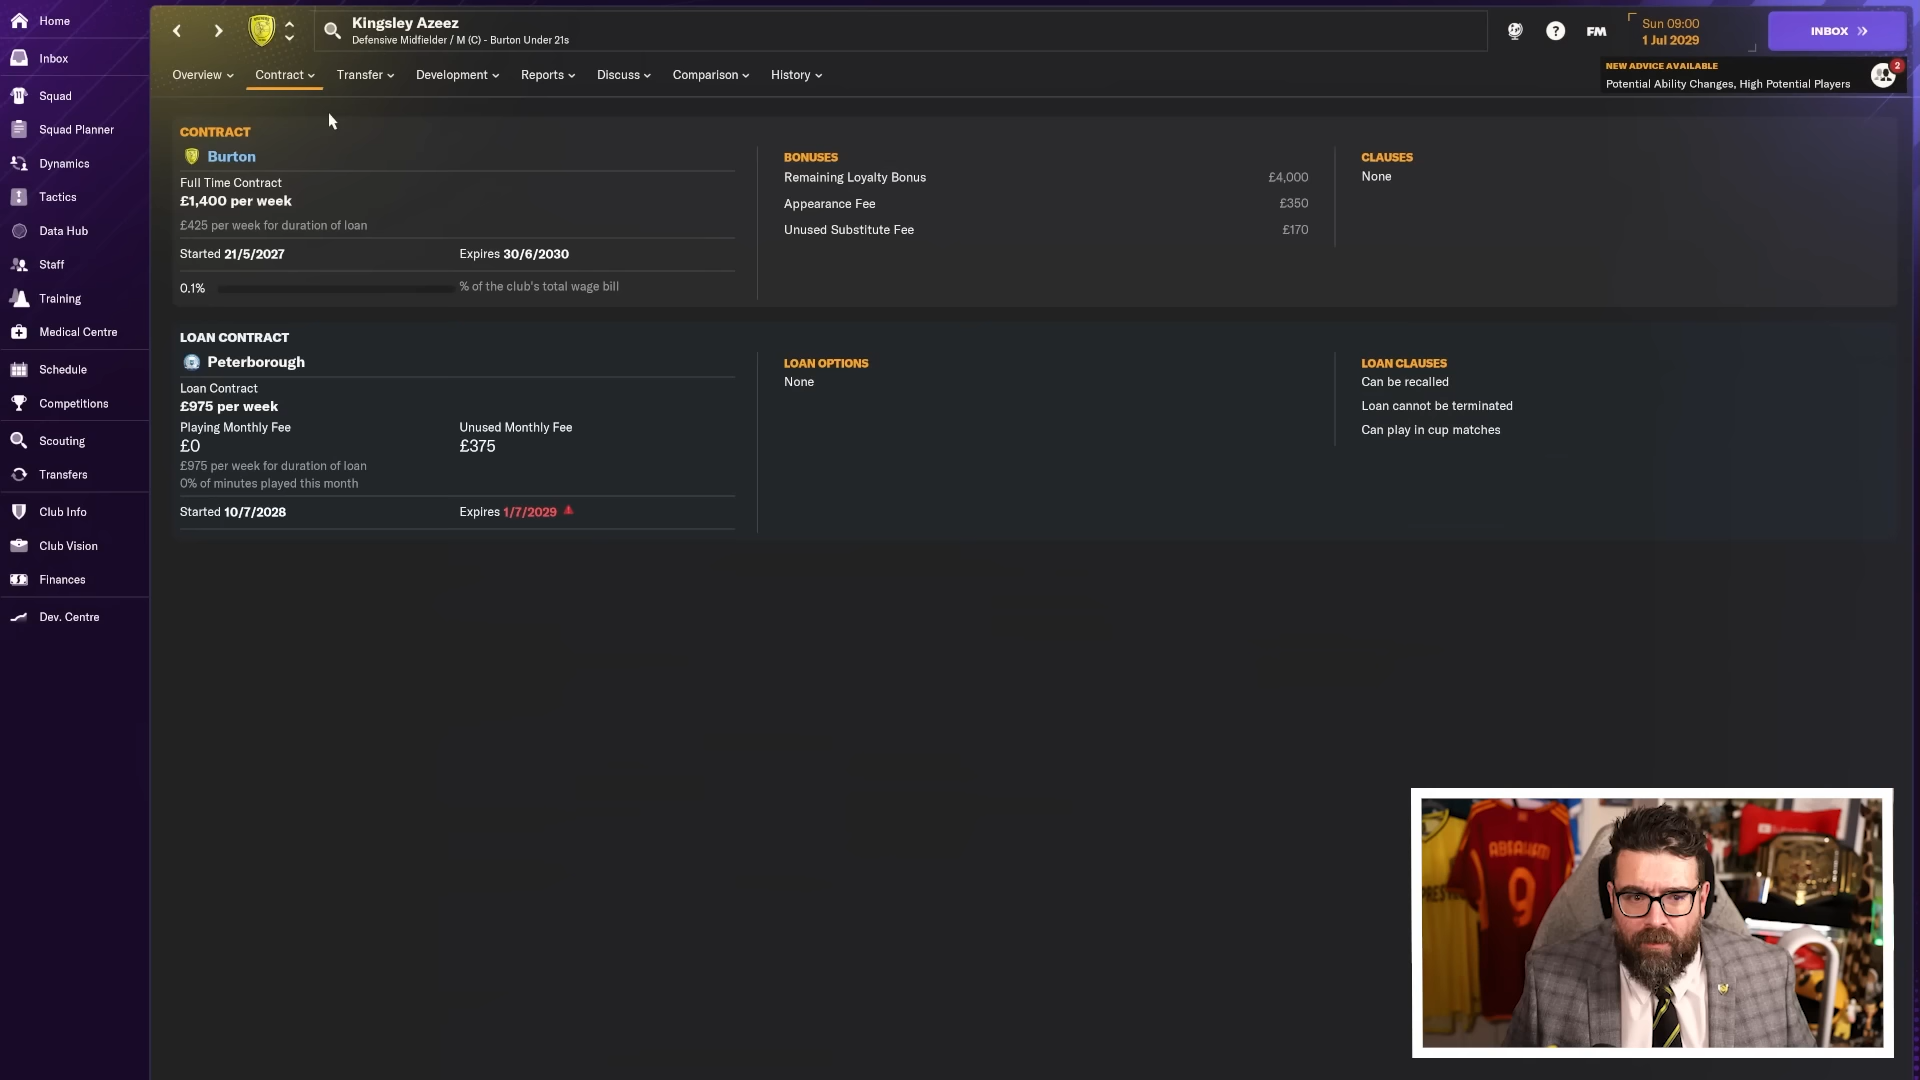 Home
Inbox
Squad
Squad Planner
Dynamics
Tactics
Data Hub
Staff
Training
Medical Centre
Schedule
Competitions
Scouting
Transfers
Club Info
Club Vision
Finances
Dev. Centre
Kingsley Azeez
Defensive Midfielder / M (C) - Burton Under 21s
?
FM
Sun 09:00
1 Jul 2029
INBOX
Overview
Contract
Transfer
Development
Reports
Discuss
Comparison
History
NEW ADVICE AVAILABLE
Potential Ability Changes, High Potential Players
2
CONTRACT
Burton
Full Time Contract
£1,400 per week
£425 per week for duration of loan
Started 21/5/2027 Expires 30/6/2030
0.1% % of the club's total wage bill
BONUSES
Remaining Loyalty Bonus £4,000
Appearance Fee £350
Unused Substitute Fee £170
CLAUSES
None
LOAN CONTRACT
Peterborough
Loan Contract
£975 per week
Playing Monthly Fee Unused Monthly Fee
£0 £375
£975 per week for duration of loan
0% of minutes played this month
Started 10/7/2028 Expires 1/7/2029
LOAN OPTIONS
None
LOAN CLAUSES
Can be recalled
Loan cannot be terminated
Can play in cup matches
ABRAHAM
9